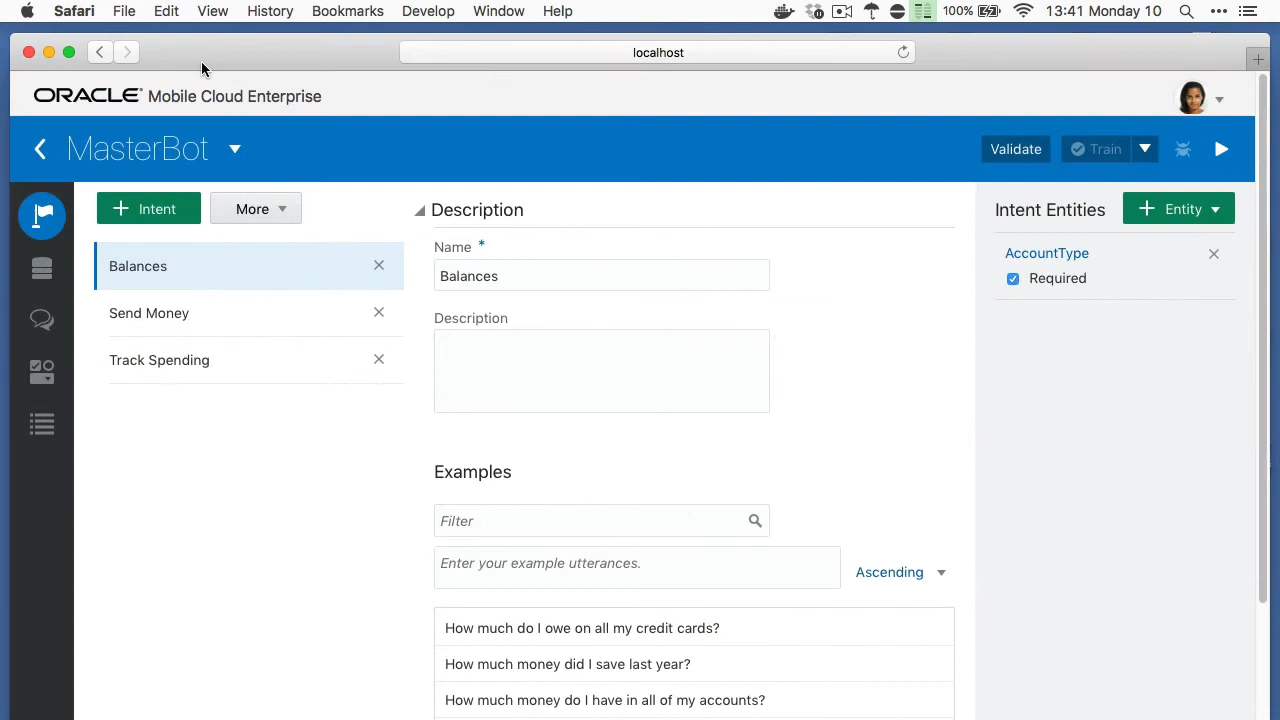 Safari File Edit View History Bookmarks Develop Window Help 100% 13:41 Monday 10
localhost
ORACLE® Mobile Cloud Enterprise
MasterBot Validate Train
Intent More
Balances
Send Money
Track Spending
Description
Name *
Balances
Description
Examples
Filter
Enter your example utterances.
Ascending
How much do I owe on all my credit cards?
How much money did I save last year?
How much money do I have in all of my accounts?
Intent Entities Entity
AccountType
Required